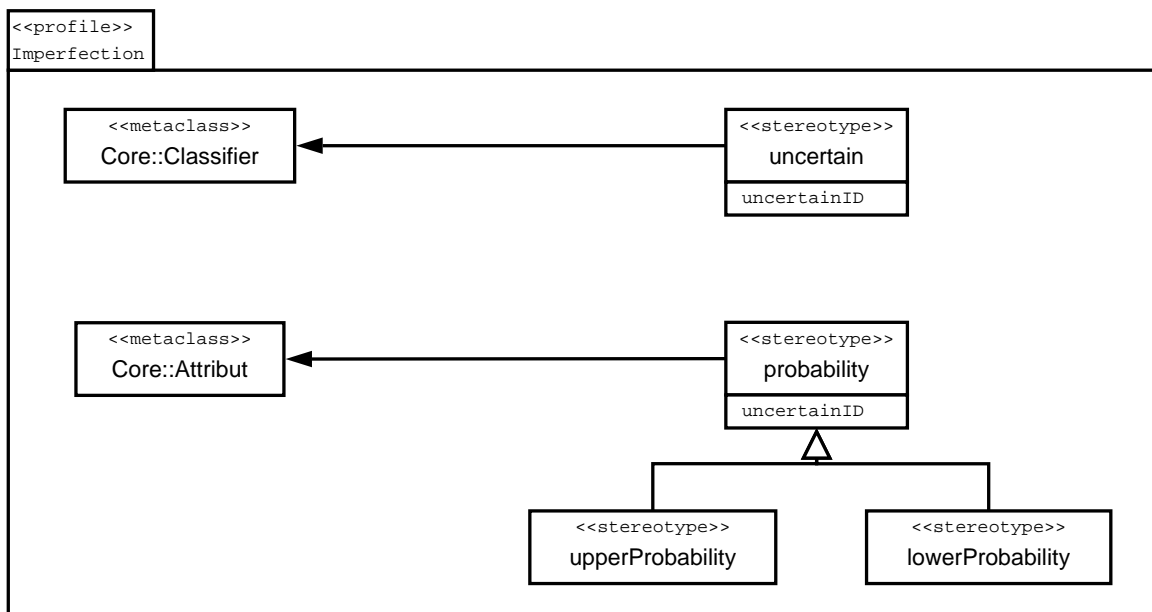 <<profile>>
Imperfection
<<metaclass>>
Core::Classifier
<<stereotype>>
uncertain
uncertainID
<<metaclass>>
Core::Attribut
<<stereotype>>
probability
uncertainID
<<stereotype>>
upperProbability
<<stereotype>>
lowerProbability